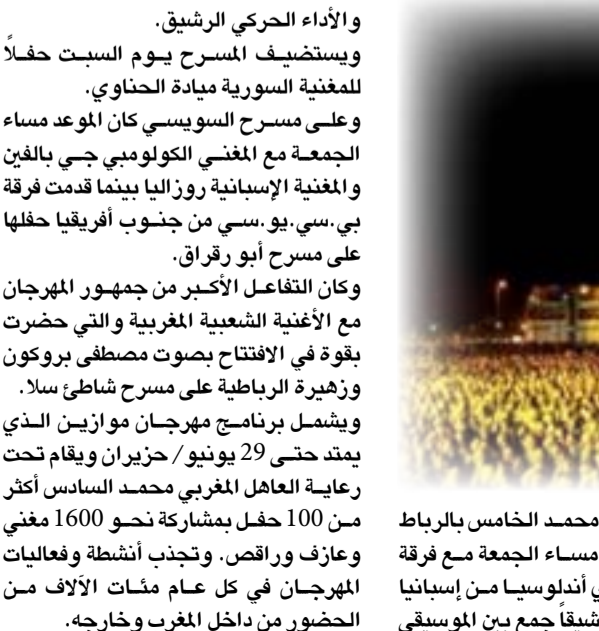 محمد الخامس بالرباط
مساء الجمعة مع فرقة
أندلوسيا من إسبانيا
جمع بين الموسيقى
والأداء الحركي الرشيق.
ويستضيف المسرح يوم السبت حفلاً
للمغنية السورية ميادة الحناوي.
وعلى مسرح السويسي كان الموعد مساء
الجمعة مع المغني الكولومبي جي بالفين
والمغنية الإسبانية روزاليا بينما قدمت فرقة
بي.سي.يو.سي من جنوب أفريقيا حفلها
على مسرح أبو رقراق.
وكان التفاعل الأكبر من جمهور المهرجان
مع الأغنية الشعبية المغربية والتي حضرت
بقوة في الافتتاح بصوت مصطفى بروكون
وزهيرة الرباطية على مسرح شاطئ سلا.
ويشمل برنامج مهرجان موازين الذي
يمتد حتى 29 يونيو/ حزيران ويقام تحت
رعاية العاهل المغربي محمد السادس أكثر
من 100 حفل بمشاركة نحو 1600 مغني
وعازف وراقص. وتجذب أنشطة وفعاليات
المهرجان في كل عام مئات الآلاف من
الحضور من داخل المغرب وخارجه.